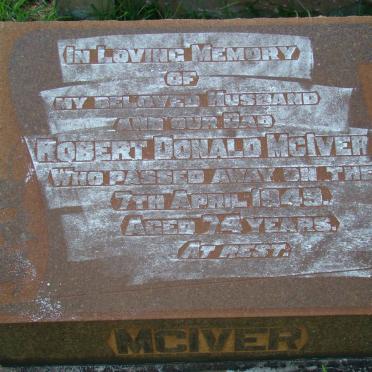 In Loving Memory
of
my beloved Husband
and our Dad
Robert Donald McIver
Who passed away on the
7th April 1949.
Aged 74 years.
At rest.
McIVER